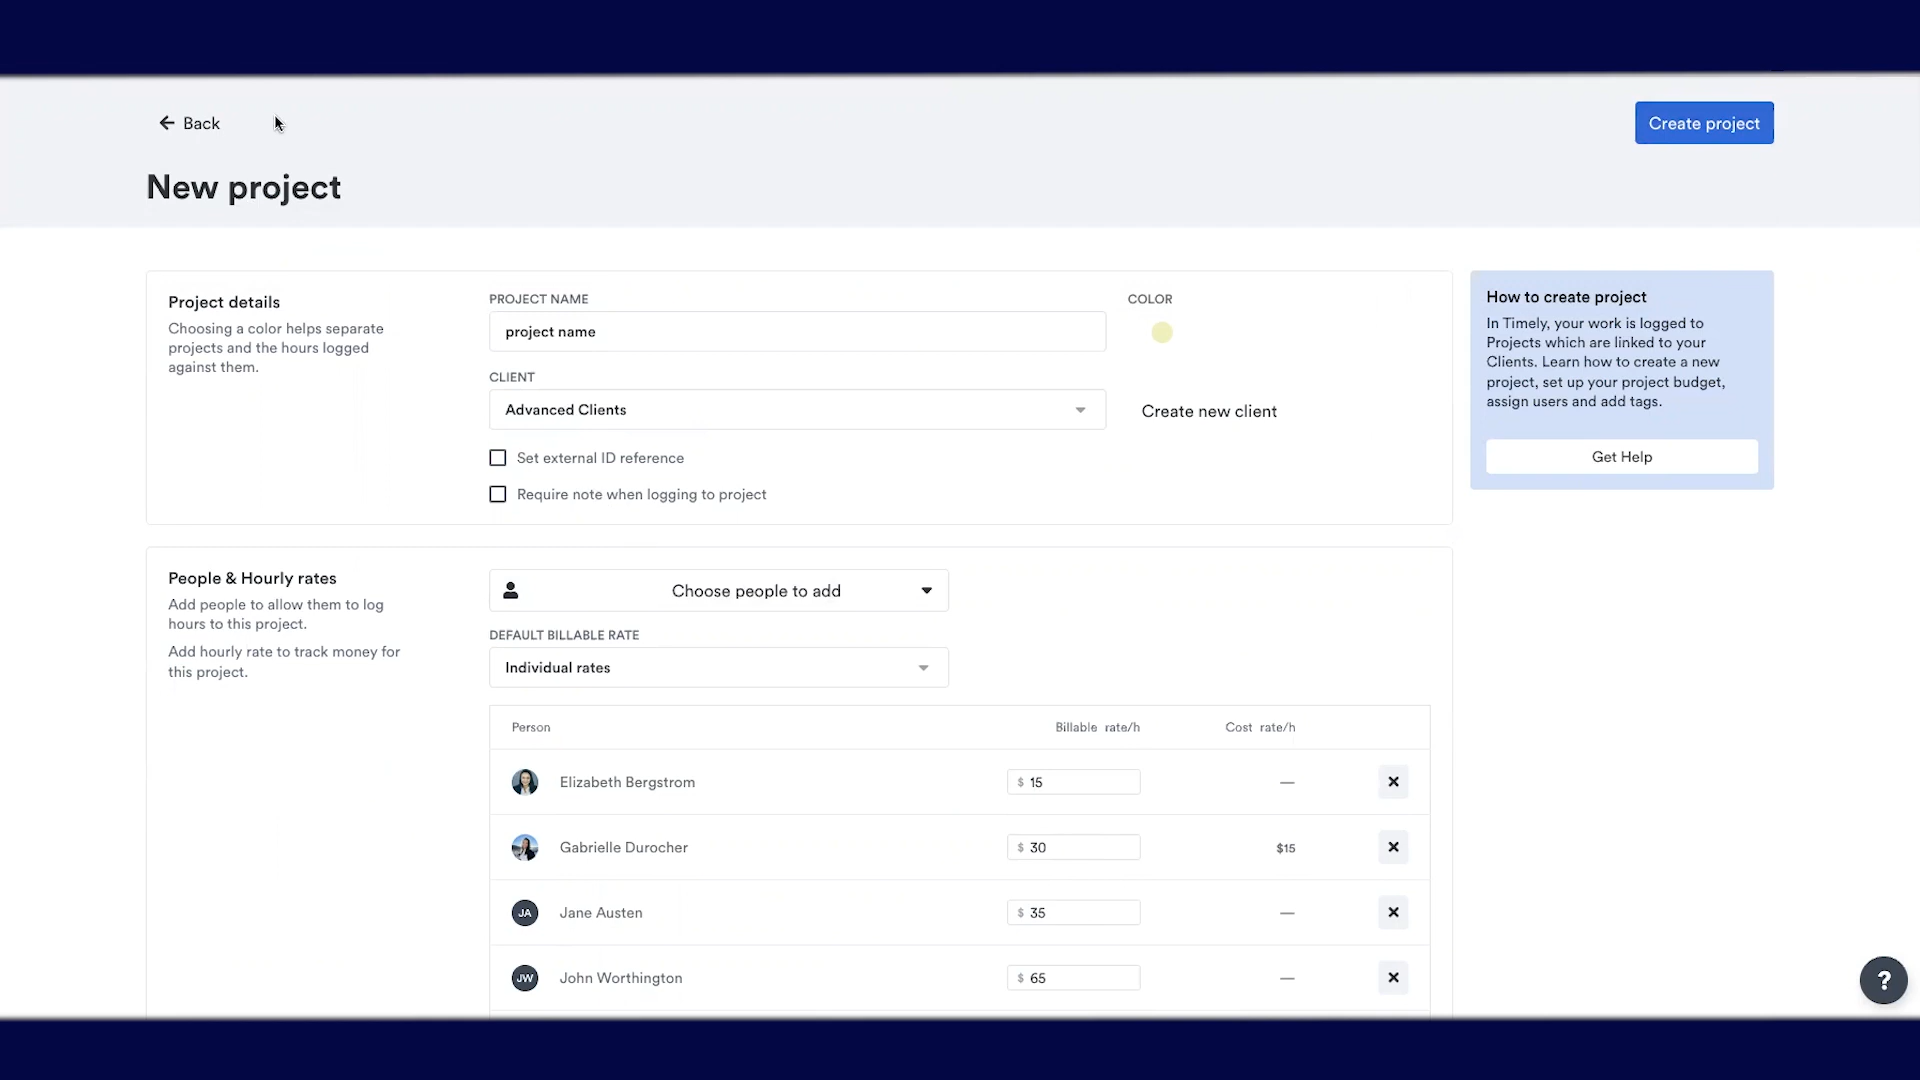 Back
Create project
New project
Project details
Choosing a color helps separate
projects and the hours logged
against them.
PROJECT NAME
COLOR
project name
CLIENT
Advanced Clients
Create new client
Set external ID reference
Require note when logging to project
How to create project
In Timely, your work is logged to
Projects which are linked to your
Clients. Learn how to create a new
project, set up your project budget,
assign users and add tags.
Get Help
People & Hourly rates
Add people to allow them to log
hours to this project.
Add hourly rate to track money for
this project.
Choose people to add
DEFAULT BILLABLE RATE
Individual rates
Person Billable rate/h Cost rate/h
Elizabeth Bergstrom $ 15 —
Gabrielle Durocher $ 30 $15
JA Jane Austen $ 35 —
JW John Worthington $ 65 —
?